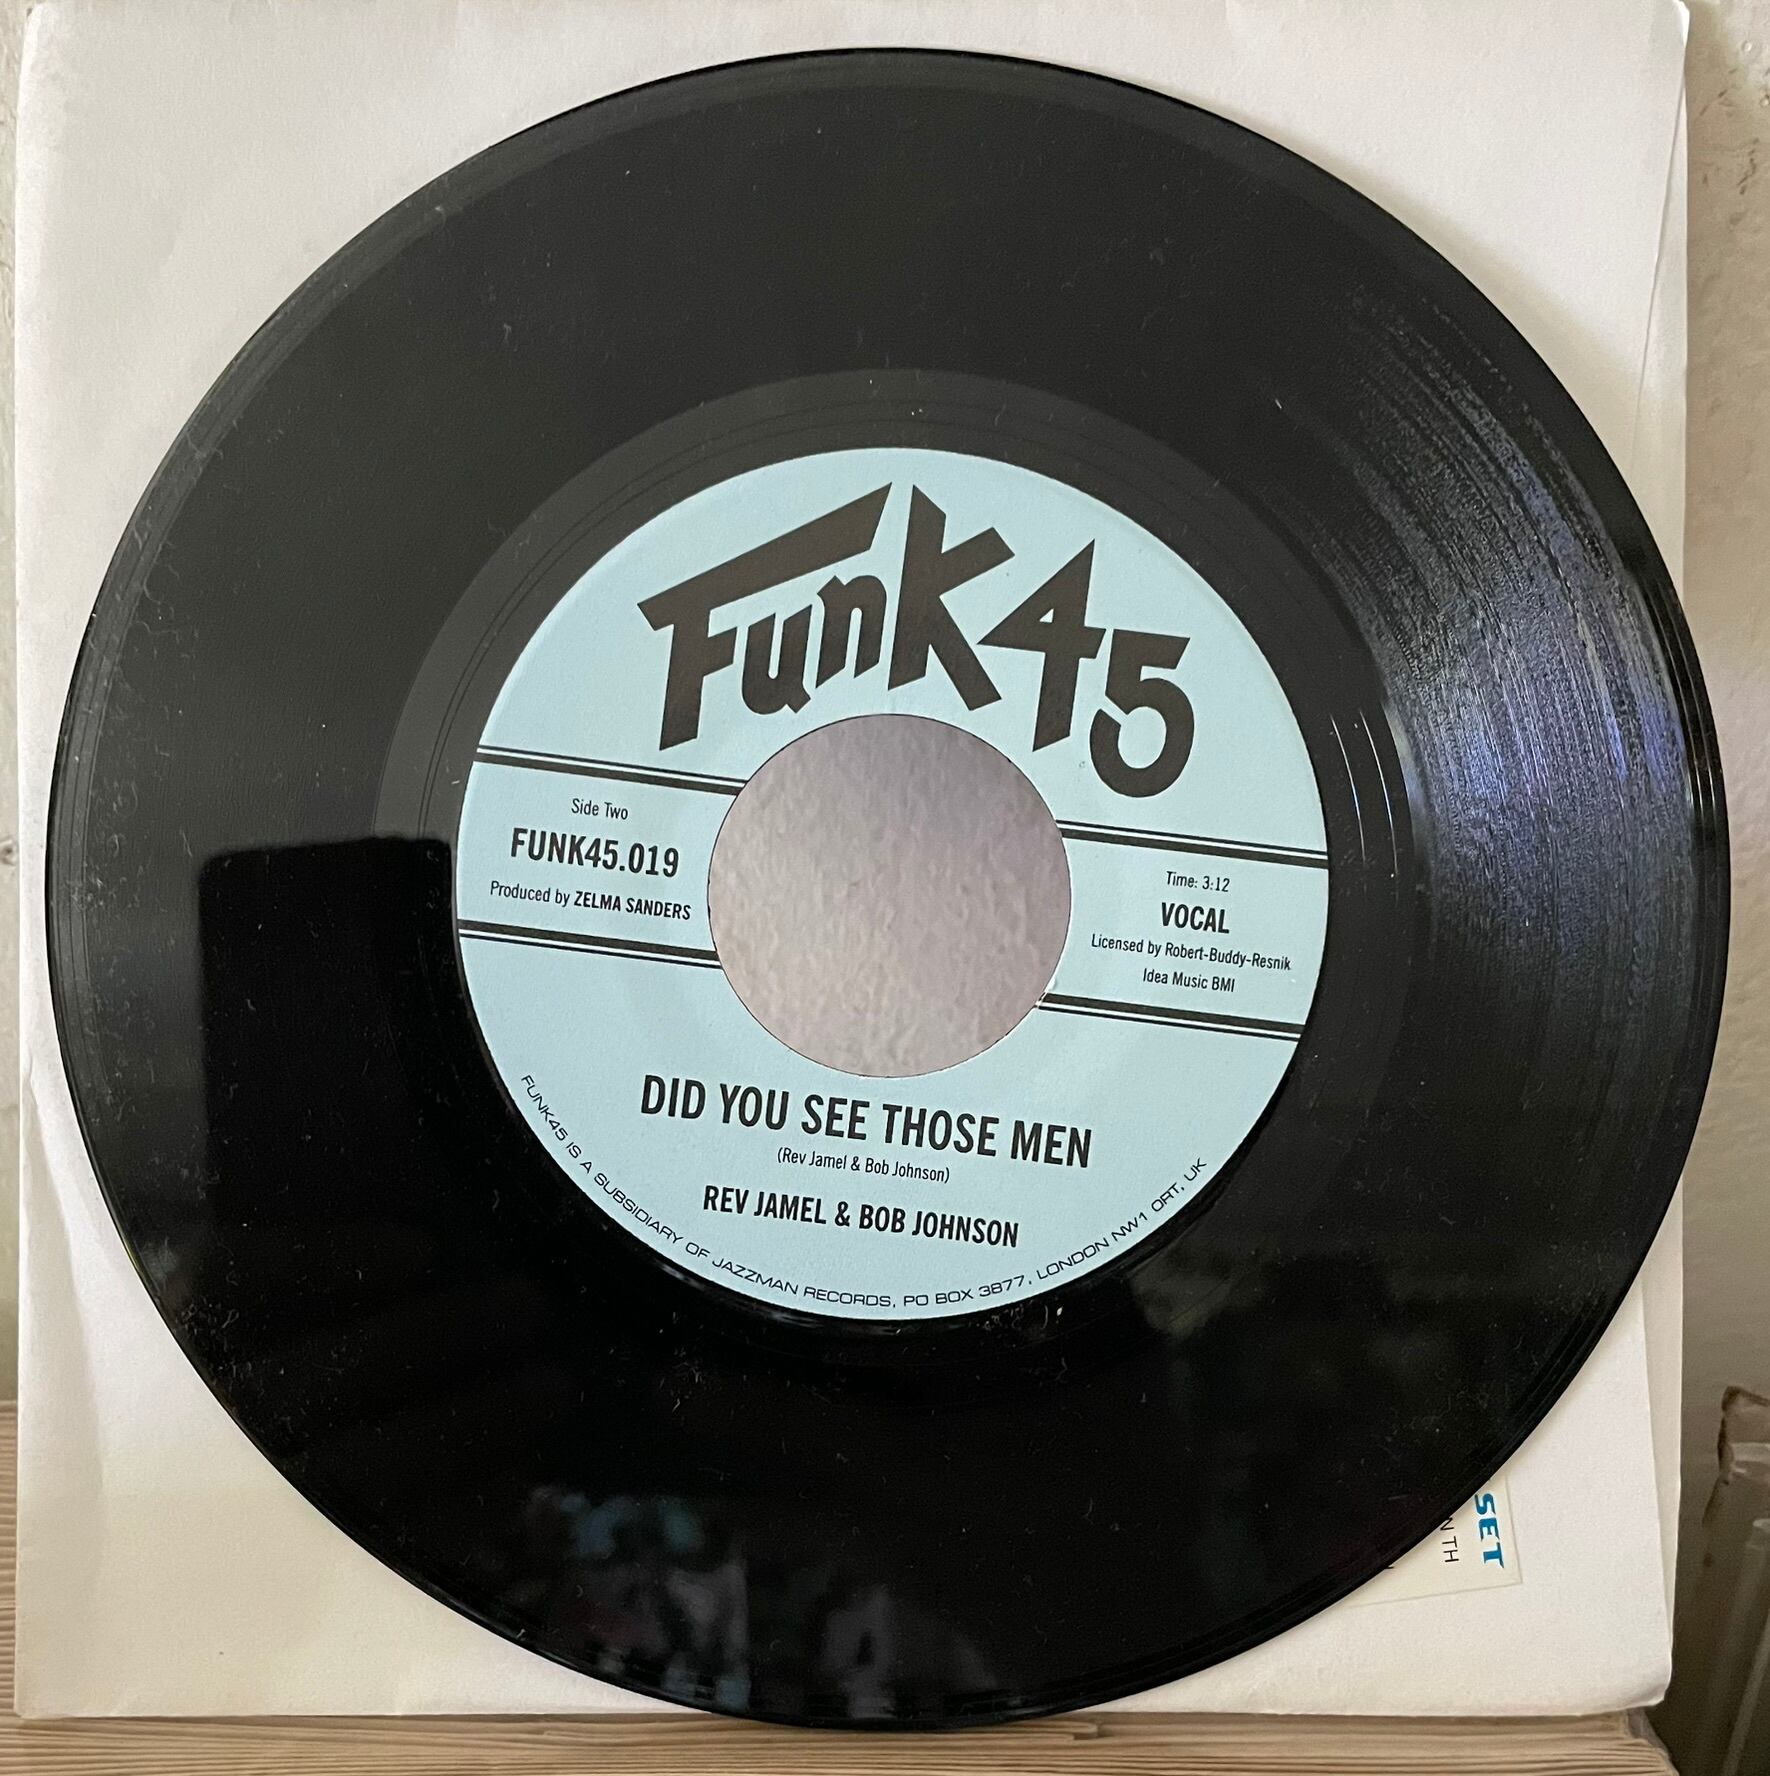 Funk45
Side Two
FUNK45.019
Produced by ZELMA SANDERS
Time: 3:12
VOCAL
Licensed by Robert-Buddy-Resnik
Idea Music BMI
DID YOU SEE THOSE MEN
(Rev Jamel & Bob Johnson)
REV JAMEL & BOB JOHNSON
FUNK45 IS A SUBSIDIARY OF JAZZMAN RECORDS, PO BOX 3877, LONDON NW1 ORT, UK
SET
NTH